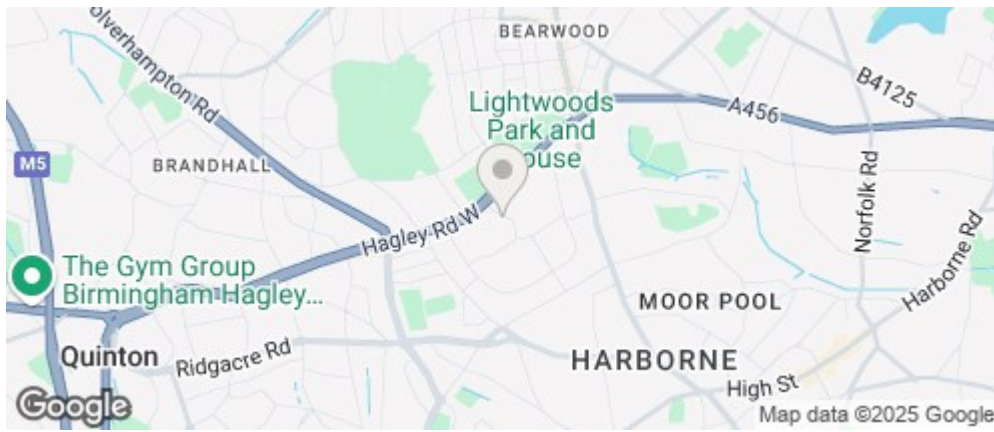 BEARWOOD
olverhampton Rd
B4125
Lightwoods
Park and
ouse
A456
M5
BRANDHALL
Norfolk Rd
Hagley Rd W
Harborne Rd
The Gym Group
Birmingham Hagley...
MOOR POOL
Quinton
Ridgacre Rd
HARBORNE
High St
Google
Map data ©2025 Google